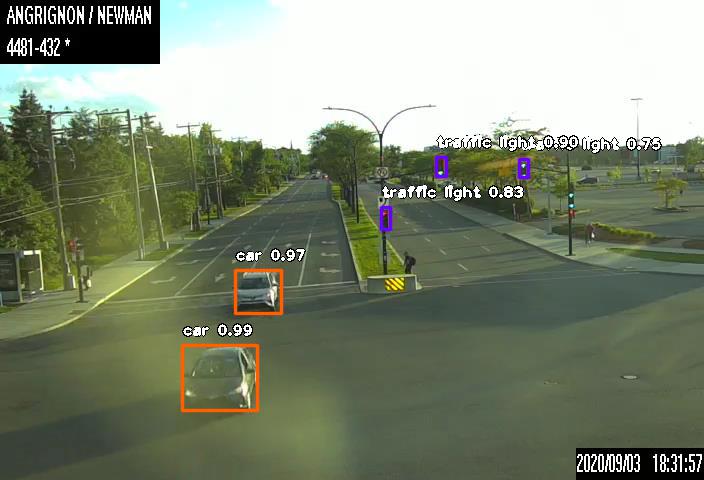 ANGRIGNON / NEWMAN
4481-432 *
traffic light 0.90
light 0.75
traffic light 0.83
car 0.97
car 0.99
2020/09/03 18:31:57